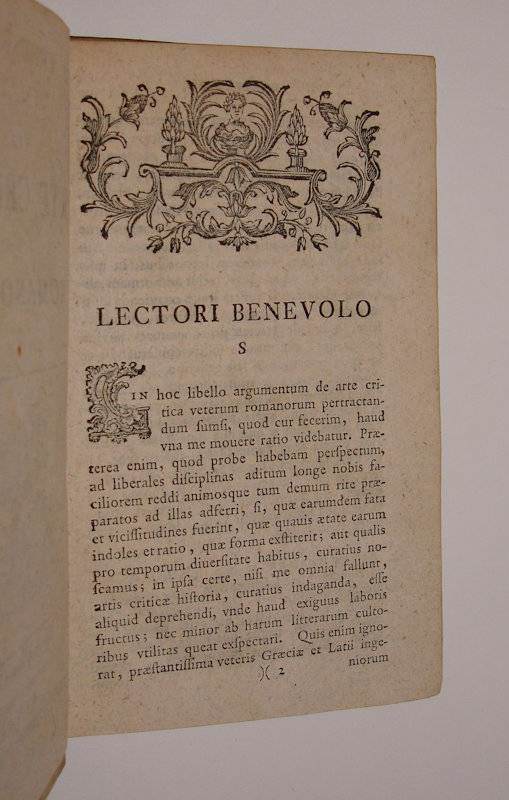 LECTORI BENEVOLO
S
IN hoc libello argumentum de arte cri-
tica veterum romanorum pertractan-
dum ſumſi, quod cur fecerim, haud
vna me mouere ratio videbatur. Præ-
terea enim, quod probe habebam perſpectum,
ad liberales diſciplinas aditum longe nobis fa-
ciliorem reddi animosque tum demum rite præ-
paratos ad illas adferri, ſi, quæ earumdem fata
et viciſſitudines fuerint, quæ quauis ætate earum
indoles et ratio, quæ forma exſtiterit; aut qualis
pro temporum diuerſitate habitus, curatius no-
ſcamus; in ipſa certe, niſi me omnia fallunt,
artis criticæ hiſtoria, curatius indaganda, eſſe
aliquid deprehendi, vnde haud exiguus laboris
fructus; nec minor ab harum litterarum culto-
ribus vtilitas queat exſpectari. Quis enim igno-
rat, præſtantiſſima veteris Græciæ et Latii inge-
)( 2
niorum